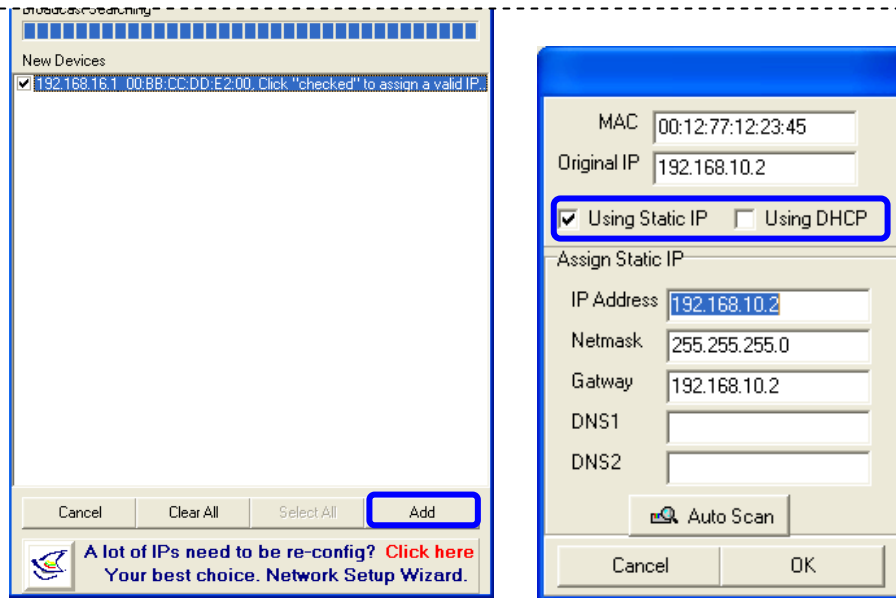 Broadcast Searching
New Devices
192.168.16.1 00:BB:CC:DD:E2:00, Click "checked" to assign a valid IP.
Cancel
Clear All
Select All
Add
A lot of IPs need to be re-config? Click here
Your best choice. Network Setup Wizard.
MAC 00:12:77:12:23:45
Original IP 192.168.10.2
Using Static IP Using DHCP
Assign Static IP
IP Address 192.168.10.2
Netmask 255.255.255.0
Gatway 192.168.10.2
DNS1
DNS2
Auto Scan
Cancel
OK